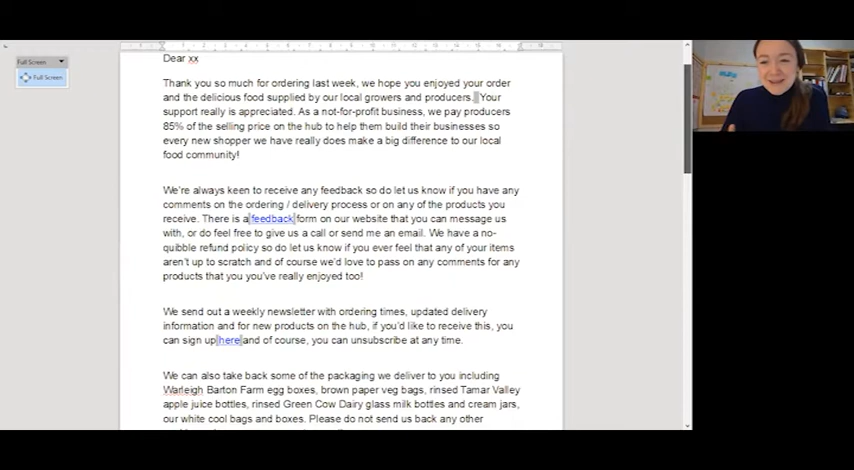 Full Screen
Full Screen
Dear xx
Thank you so much for ordering last week, we hope you enjoyed your order
and the delicious food supplied by our local growers and producers. Your
support really is appreciated. As a not-for-profit business, we pay producers
85% of the selling price on the hub to help them build their businesses so
every new shopper we have really does make a big difference to our local
food community!
We're always keen to receive any feedback so do let us know if you have any
comments on the ordering / delivery process or on any of the products you
receive. There is a feedback form on our website that you can message us
with, or do feel free to give us a call or send me an email. We have a no-
quibble refund policy so do let us know if you ever feel that any of your items
aren't up to scratch and of course we'd love to pass on any comments for any
products that you you've really enjoyed too!
We send out a weekly newsletter with ordering times, updated delivery
information and for new products on the hub, if you'd like to receive this, you
can sign up here and of course, you can unsubscribe at any time.
We can also take back some of the packaging we deliver to you including
Warleigh Barton Farm egg boxes, brown paper veg bags, rinsed Tamar Valley
apple juice bottles, rinsed Green Cow Dairy glass milk bottles and cream jars,
our white cool bags and boxes. Please do not send us back any other